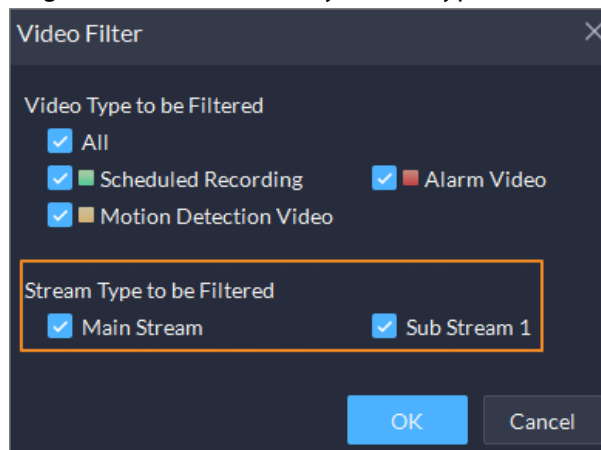 Video Filter
Video Type to be Filtered
All
Scheduled Recording Alarm Video
Motion Detection Video
Stream Type to be Filtered
Main Stream Sub Stream 1
OK Cancel